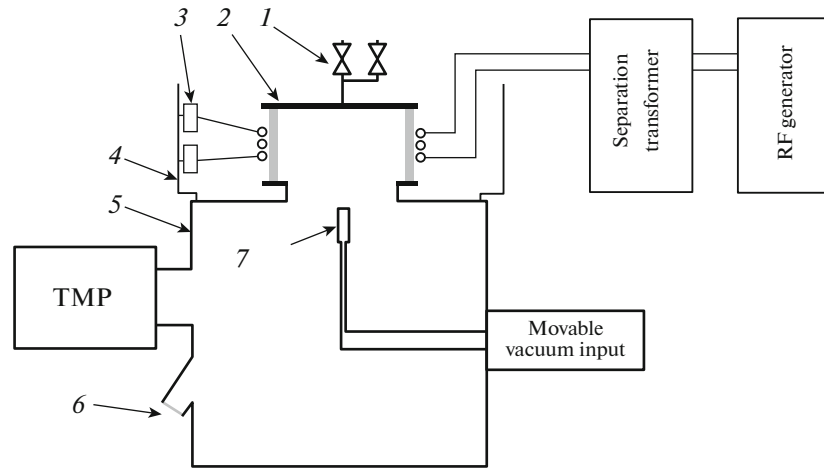 1
2
3
4
5
6
7
Separation
transformer
RF generator
TMP
Movable
vacuum input